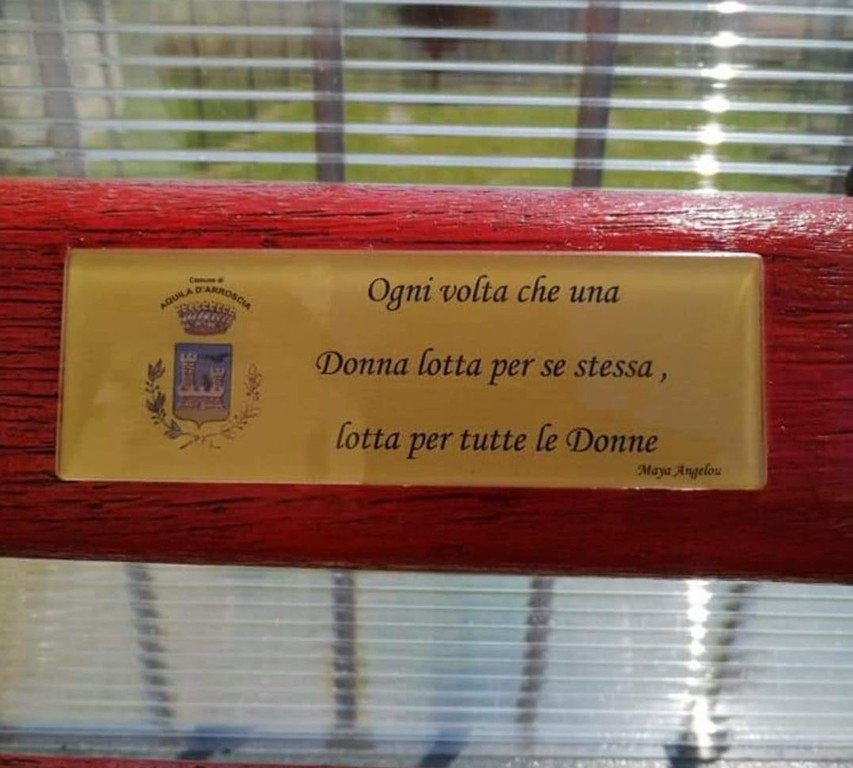 Comune di
AQUILA D'ARROSCIA
Ogni volta che una
Donna lotta per se stessa ,
lotta per tutte le Donne
Maya Angelou